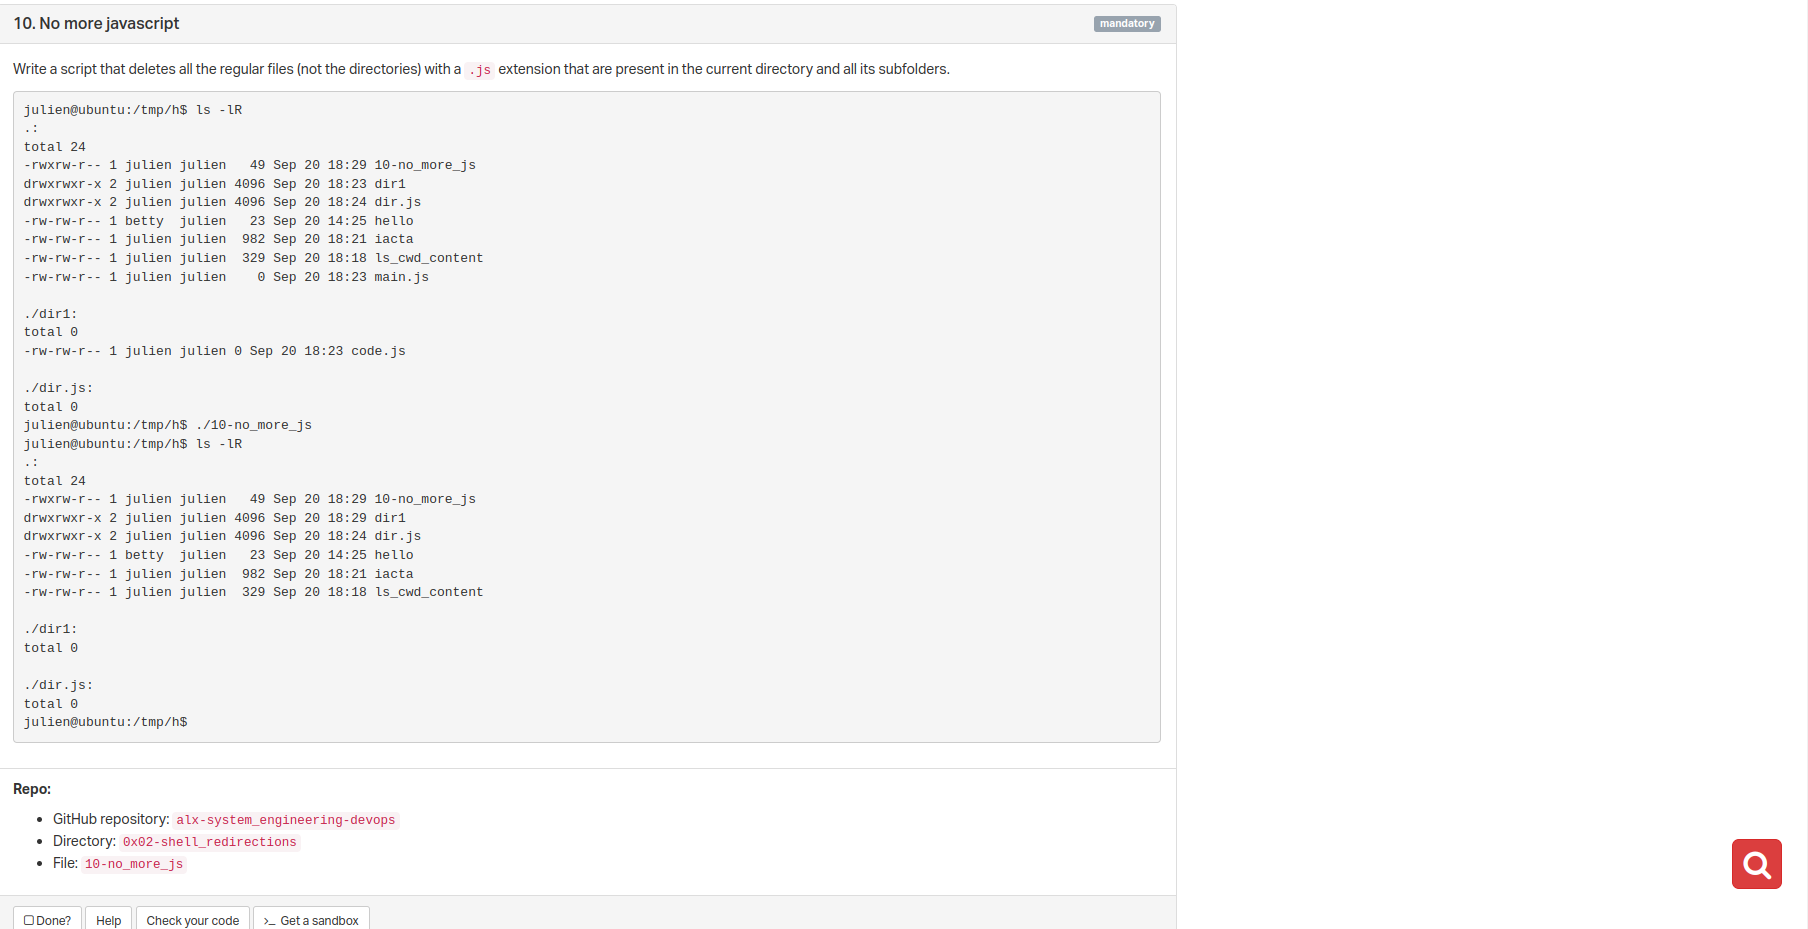 10. No more javascript
mandatory
Write a script that deletes all the regular files (not the directories) with a .js extension that are present in the current directory and all its subfolders.
julien@ubuntu:/tmp/h$ ls -lR
.:
total 24
-rwxrw-r-- 1 julien julien   49 Sep 20 18:29 10-no_more_js
drwxrwxr-x 2 julien julien 4096 Sep 20 18:23 dir1
drwxrwxr-x 2 julien julien 4096 Sep 20 18:24 dir.js
-rw-rw-r-- 1 betty  julien   23 Sep 20 14:25 hello
-rw-rw-r-- 1 julien julien  982 Sep 20 18:21 iacta
-rw-rw-r-- 1 julien julien  329 Sep 20 18:18 ls_cwd_content
-rw-rw-r-- 1 julien julien    0 Sep 20 18:23 main.js
./dir1:
total 0
-rw-rw-r-- 1 julien julien 0 Sep 20 18:23 code.js
./dir.js:
total 0
julien@ubuntu:/tmp/h$ ./10-no_more_js
julien@ubuntu:/tmp/h$ ls -lR
.:
total 24
-rwxrw-r-- 1 julien julien   49 Sep 20 18:29 10-no_more_js
drwxrwxr-x 2 julien julien 4096 Sep 20 18:29 dir1
drwxrwxr-x 2 julien julien 4096 Sep 20 18:24 dir.js
-rw-rw-r-- 1 betty  julien   23 Sep 20 14:25 hello
-rw-rw-r-- 1 julien julien  982 Sep 20 18:21 iacta
-rw-rw-r-- 1 julien julien  329 Sep 20 18:18 ls_cwd_content
./dir1:
total 0
./dir.js:
total 0
julien@ubuntu:/tmp/h$
Repo:
• GitHub repository: alx-system_engineering-devops
• Directory: 0x02-shell_redirections
• File: 10-no_more_js
Done? Help Check your code >_ Get a sandbox